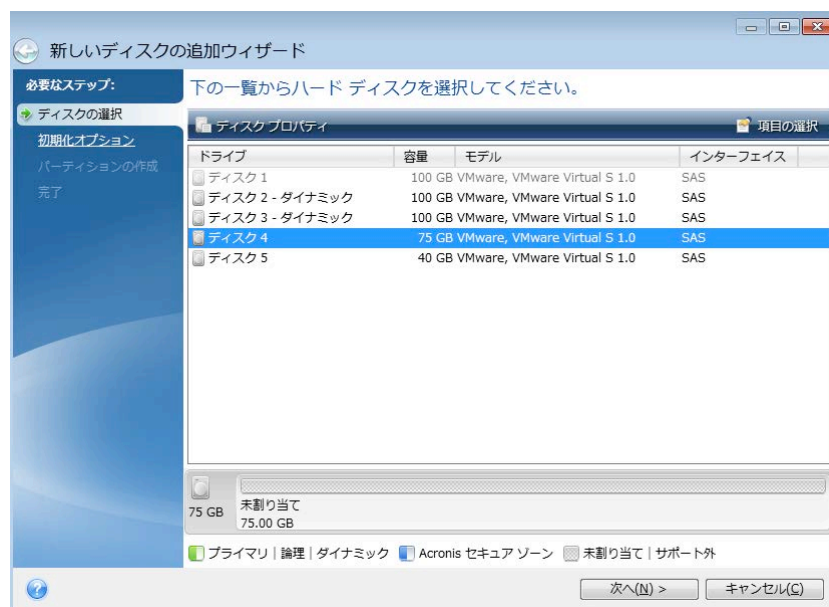 新しいディスクの追加ウィザード
必要なステップ:
ディスクの選択
初期化オプション
パーティションの作成
完了
下の一覧からハード ディスクを選択してください。
ディスク プロパティ 項目の選択
ドライブ 容量 モデル インターフェイス
ディスク 1 100 GB VMware, VMware Virtual S 1.0 SAS
ディスク 2 - ダイナミック 100 GB VMware, VMware Virtual S 1.0 SAS
ディスク 3 - ダイナミック 100 GB VMware, VMware Virtual S 1.0 SAS
ディスク 4 75 GB VMware, VMware Virtual S 1.0 SAS
ディスク 5 40 GB VMware, VMware Virtual S 1.0 SAS
75 GB
未割り当て
75.00 GB
プライマリ | 論理 | ダイナミック Acronis セキュア ゾーン 未割り当て | サポート外
次へ(N) > キャンセル(C)